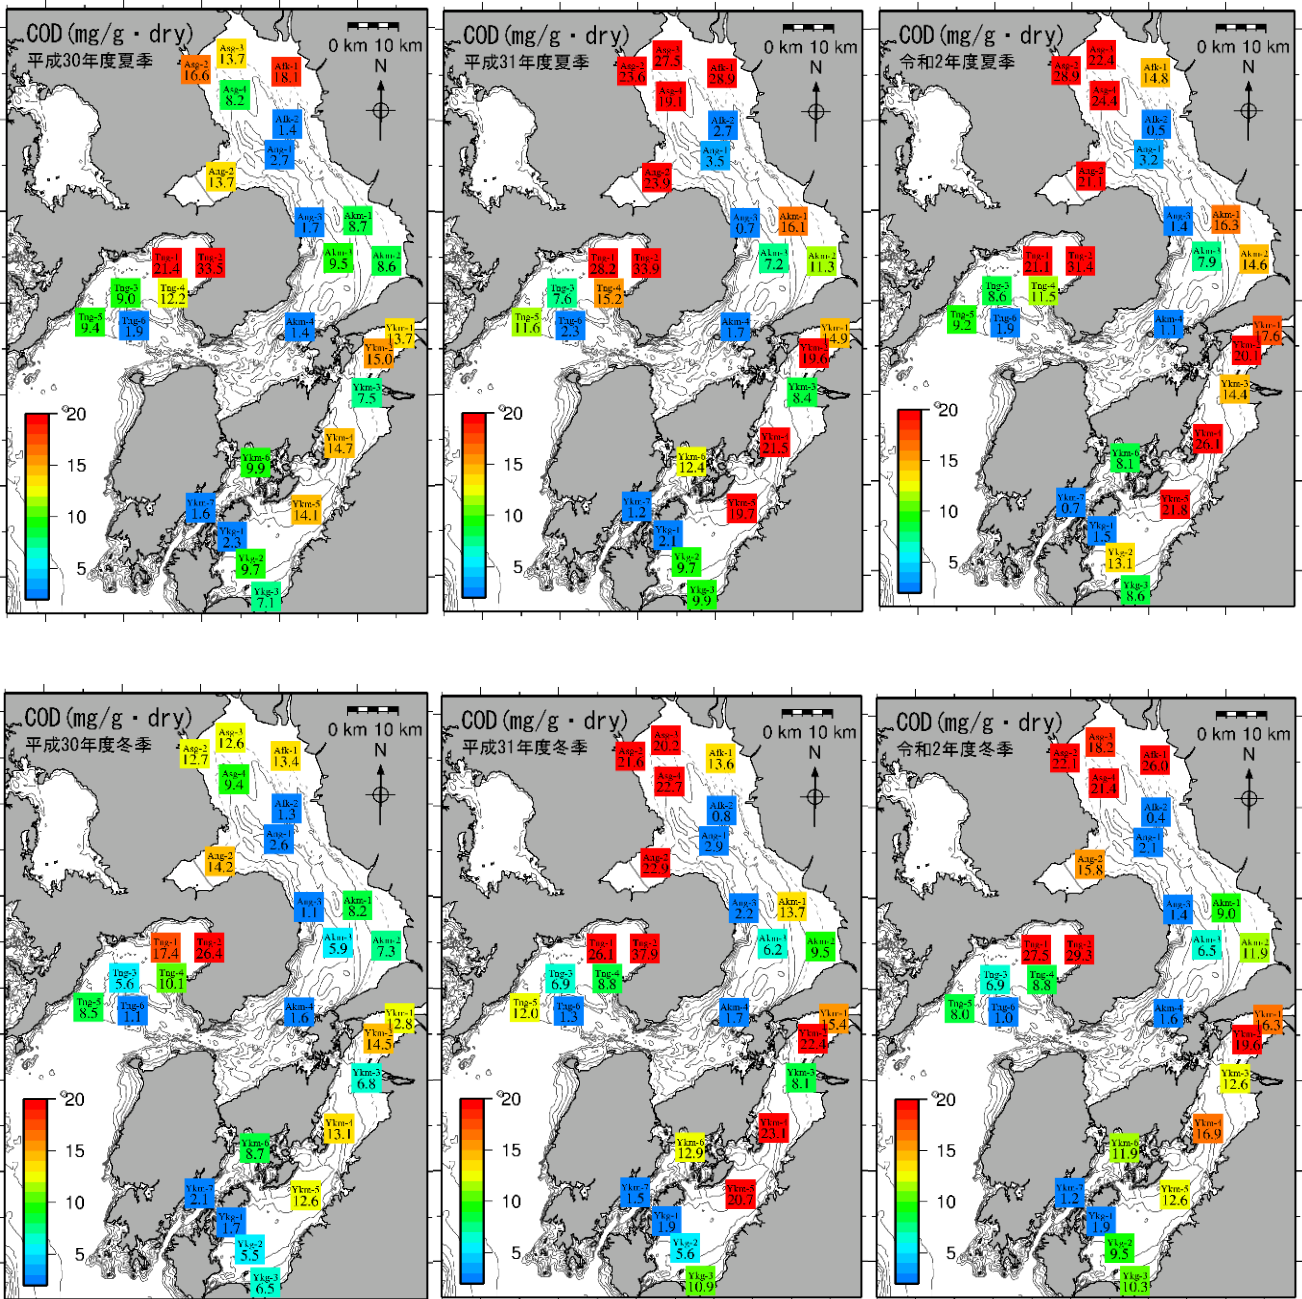 COD(mg/g・dry)
平成30年度夏季
0 km 10 km
N
Asg-3
13.7
Asg-2
16.6
Afk-1
18.1
Asg-4
8.2
Afk-2
1.4
Ang-1
2.7
Ang-2
13.7
Ang-3
1.7
Akm-1
8.7
Akm-3
9.5
Akm-2
8.6
Tng-1
21.4
Tng-2
33.5
Tng-3
9.0
Tng-4
12.2
Tng-5
9.4
Tng-6
1.9
Akm-4
1.4
Ykm-1
13.7
15.0
Ykm-3
7.5
Ykm-4
14.7
Ykm-6
9.9
Ykm-7
1.6
Ykm-5
14.1
Ykg-1
2.3
Ykg-2
9.7
Ykg-3
7.1
20
15
10
5
COD(mg/g・dry)
平成31年度夏季
0 km 10 km
N
Asg-3
27.5
Asg-2
23.6
Afk-1
28.9
Asg-4
19.1
Afk-2
2.7
Ang-1
3.5
Ang-2
23.9
Ang-3
0.7
Akm-1
16.1
Akm-3
7.2
Akm-2
11.3
Tng-1
28.2
Tng-2
33.9
Tng-3
7.6
Tng-4
15.2
Tng-5
11.6
Tng-6
2.3
Akm-4
1.7
Ykm-1
14.9
19.6
Ykm-3
8.4
Ykm-4
21.5
Ykm-6
12.4
Ykm-7
1.2
Ykm-5
19.7
Ykg-1
2.1
Ykg-2
9.7
Ykg-3
9.9
20
15
10
5
COD(mg/g・dry)
令和2年度夏季
0 km 10 km
N
Asg-3
22.4
Asg-2
28.9
Afk-1
14.8
Asg-4
24.4
Afk-2
0.5
Ang-1
3.2
Ang-2
21.1
Ang-3
1.4
Akm-1
16.3
Akm-3
7.9
Akm-2
14.6
Tng-1
21.1
Tng-2
31.4
Tng-3
8.6
Tng-4
11.5
Tng-5
9.2
Tng-6
1.9
Akm-4
1.1
Ykm-1
17.6
20.1
Ykm-3
14.4
Ykm-4
26.1
Ykm-6
8.1
Ykm-7
0.7
Ykm-5
21.8
Ykg-1
1.5
Ykg-2
13.1
Ykg-3
8.6
20
15
10
5
COD(mg/g・dry)
平成30年度冬季
0 km 10 km
N
Asg-3
12.6
Asg-2
12.7
Afk-1
13.4
Asg-4
9.4
Afk-2
1.3
Ang-1
2.6
Ang-2
14.2
Ang-3
1.1
Akm-1
8.2
Akm-3
5.9
Akm-2
7.3
Tng-1
17.4
Tng-2
26.4
Tng-3
5.6
Tng-4
10.1
Tng-5
8.5
Tng-6
1.1
Akm-4
1.6
Ykm-1
12.8
14.5
Ykm-3
6.8
Ykm-4
13.1
Ykm-6
8.7
Ykm-7
2.1
Ykm-5
12.6
Ykg-1
1.7
Ykg-2
5.5
Ykg-3
6.5
20
15
10
5
COD(mg/g・dry)
平成31年度冬季
0 km 10 km
N
Asg-3
20.2
Asg-2
21.6
Afk-1
13.6
Asg-4
22.7
Afk-2
0.8
Ang-1
2.9
Ang-2
22.9
Ang-3
2.2
Akm-1
13.7
Akm-3
6.2
Akm-2
9.5
Tng-1
26.1
Tng-2
37.9
Tng-3
6.9
Tng-4
8.8
Tng-5
12.0
Tng-6
1.3
Akm-4
1.7
Ykm-1
15.4
22.4
Ykm-3
8.1
Ykm-4
23.1
Ykm-6
12.9
Ykm-7
1.5
Ykm-5
20.7
Ykg-1
1.9
Ykg-2
5.6
Ykg-3
10.9
20
15
10
5
COD(mg/g・dry)
令和2年度冬季
0 km 10 km
N
Asg-3
18.2
Asg-2
22.1
Afk-1
26.0
Asg-4
21.4
Afk-2
0.4
Ang-1
2.1
Ang-2
15.8
Ang-3
1.4
Akm-1
9.0
Akm-3
6.5
Akm-2
11.9
Tng-1
27.5
Tng-2
29.3
Tng-3
6.9
Tng-4
8.8
Tng-5
8.0
Tng-6
1.0
Akm-4
1.6
Ykm-1
16.3
19.6
Ykm-3
12.6
Ykm-4
16.9
Ykm-6
11.9
Ykm-7
1.2
Ykm-5
12.6
Ykg-1
1.9
Ykg-2
9.5
Ykg-3
10.3
20
15
10
5